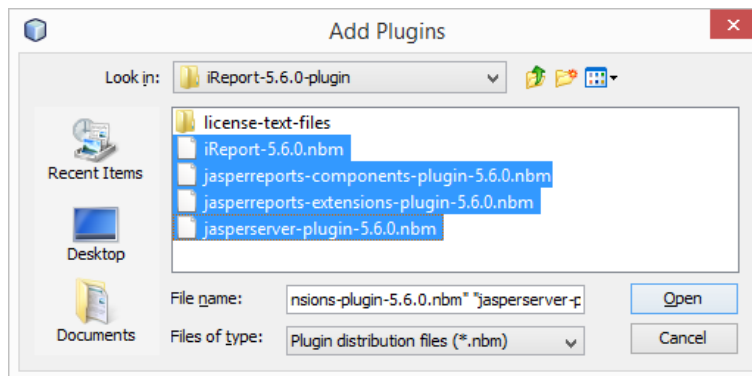 Add Plugins
Look in: iReport-5.6.0-plugin
license-text-files
iReport-5.6.0.nbm
jasperreports-components-plugin-5.6.0.nbm
jasperreports-extensions-plugin-5.6.0.nbm
jasperserver-plugin-5.6.0.nbm
Recent Items
Desktop
Documents
File name: nsions-plugin-5.6.0.nbm" "jasperserver-p
Open
Files of type: Plugin distribution files (*.nbm)
Cancel